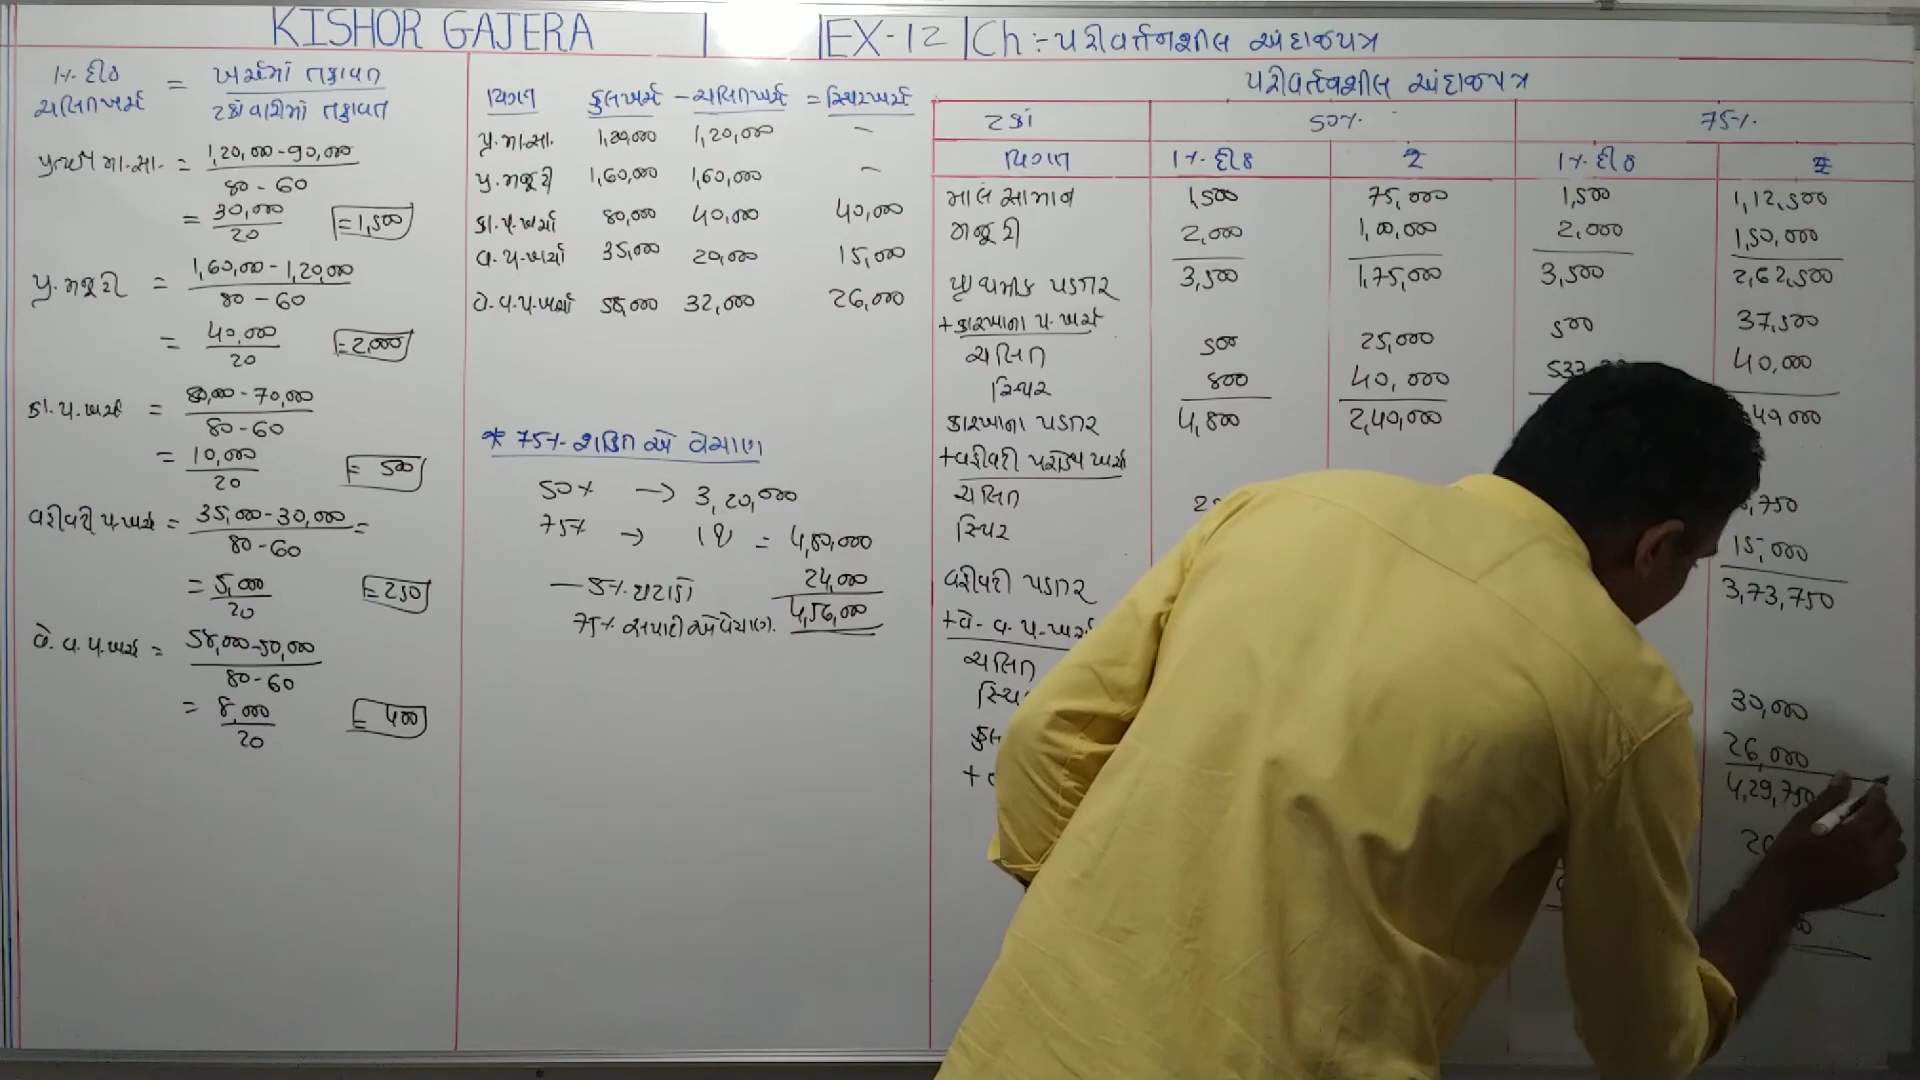 KISHOR GAJERA EX-12 Ch:- પરીવર્તનશીલ અંદાજપત્ર
1% દીઠ ચલિતખર્ચ = ખર્ચમાં તફાવત / ટકાવારીમાં તફાવત
પ્રત્યક્ષ મા.સા. = 1,20,000-90,000 / 80-60
= 30,000 / 20 = 1,500
પ્ર. મજૂરી = 1,60,000-1,20,000 / 80-60
= 40,000 / 20 = 2,000
કા.પ.ખર્ચ = 80,000-70,000 / 80-60
= 10,000 / 20 = 500
વહીવટી પ.ખર્ચ = 35,000-30,000 / 80-60 =
= 5,000 / 20 = 250
વે.વ.પ.ખર્ચ = 58,000-50,000 / 80-60
= 8,000 / 20 = 400
વિગત કુલખર્ચ - ચલિતખર્ચ = સ્થિરખર્ચ
પ્ર.મા.સા. 1,20,000 1,20,000 -
પ્ર.મજૂરી 1,60,000 1,60,000 -
કા.પ.ખર્ચ 80,000 40,000 40,000
વ.પ.ખર્ચા 35,000 20,000 15,000
વે.વ.પ.ખર્ચા 58,000 32,000 26,000
* 75% શક્તિ એ વેચાણ
50% → 3,20,000
75% → = 4,80,000
- 5% ઘટાડો 24,000
75% સપાટીએ વેચાણ. 4,56,000
પરીવર્તનશીલ અંદાજપત્ર
ટકા 50% 75%
વિગત 1% દીઠ ₹ 1% દીઠ ₹
માલ સામાન 1,500 75,000 1,500 1,12,500
મજૂરી 2,000 1,00,000 2,000 1,50,000
પ્રાથમીક પડતર 3,500 1,75,000 3,500 2,62,500
+કારખાના પ.ખર્ચ
ચલિત 500 25,000 500 37,500
સ્થિર 800 40,000 40,000
કારખાના પડતર 4,800 2,40,000
+વહીવટી પરોક્ષ ખર્ચ
ચલિત
સ્થિર 15,000
વહીવટી પડતર 3,73,750
+વે. વ. પ. ખર્ચ
ચલિત 30,000
26,000
4,29,750